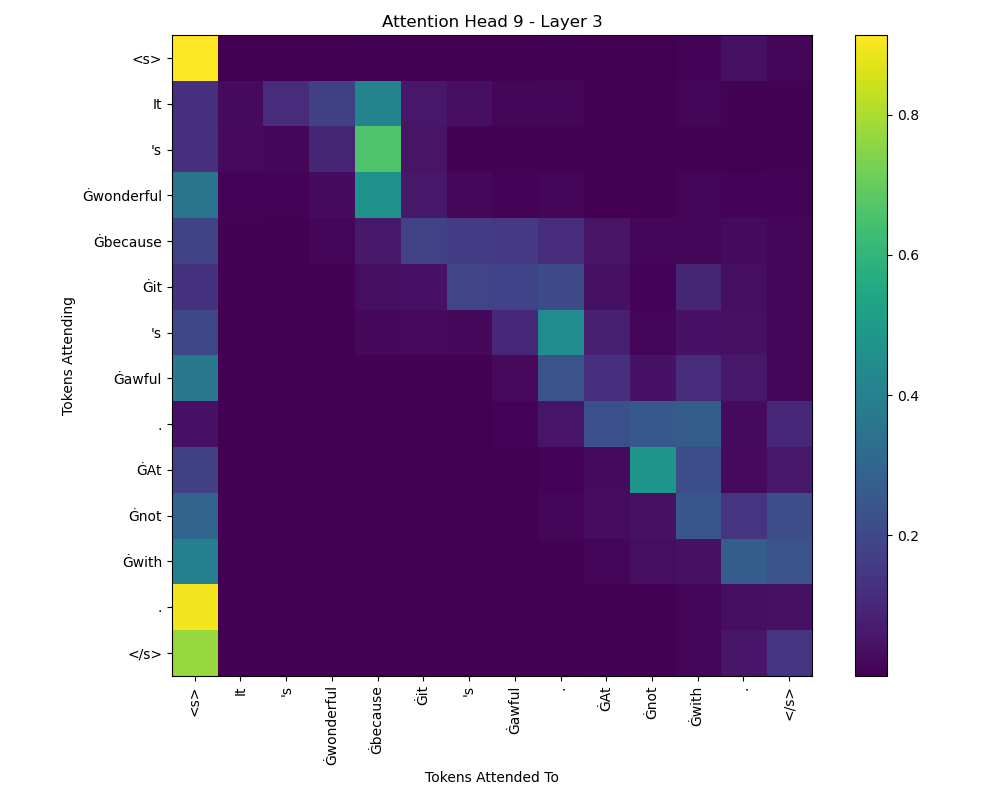 Attention Head 9 - Layer 3
Tokens Attending
<s>
It
's
Ġwonderful
Ġbecause
Ġit
's
Ġawful
.
ĠAt
Ġnot
Ġwith
.
</s>
<s>
It
's
Ġwonderful
Ġbecause
Ġit
's
Ġawful
.
ĠAt
Ġnot
Ġwith
.
</s>
Tokens Attended To
0.8
0.6
0.4
0.2